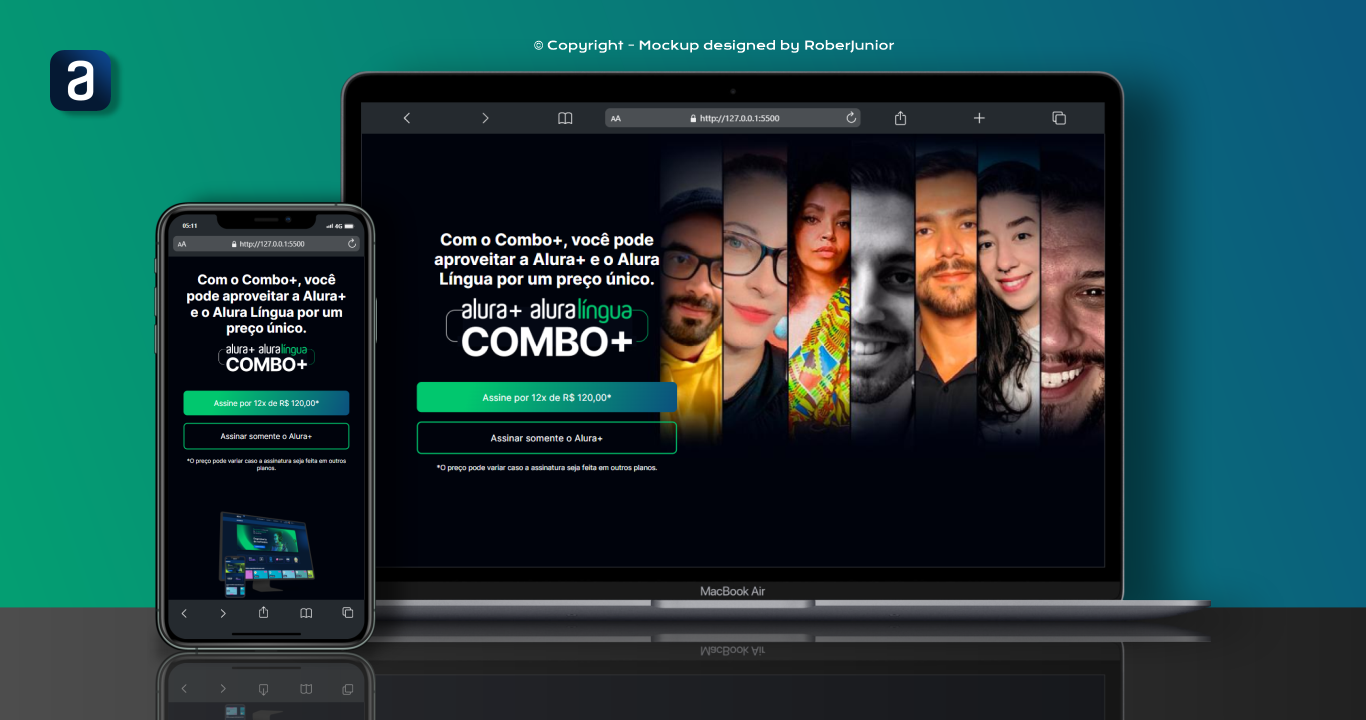 © Copyright - Mockup designed by RoberJunior
a
AA
http://127.0.0.1:5500
Com o Combo+, você pode
aproveitar a Alura+ e o Alura
Língua por um preço único.
alura+ aluralíngua
COMBO+
Assine por 12x de R$ 120,00*
Assinar somente o Alura+
*O preço pode variar caso a assinatura seja feita em outros planos.
MacBook Air
05:11
4G
AA
http://127.0.0.1:5500
Com o Combo+, você
pode aproveitar a Alura+
e o Alura Língua por um
preço único.
alura+ aluralíngua
COMBO+
Assine por 12x de R$ 120,00*
Assinar somente o Alura+
*O preço pode variar caso a assinatura seja feita em outros
planos.
MacBook Air